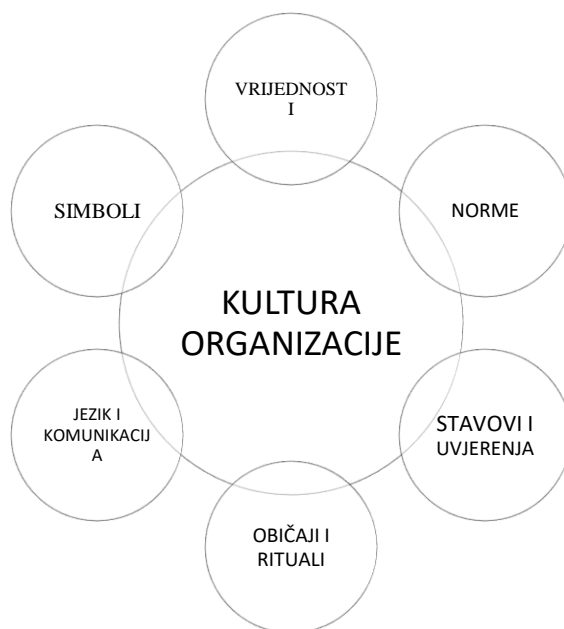 VRIJEDNOST
I
SIMBOLI
NORME
KULTURA
ORGANIZACIJE
JEZIK I
KOMUNIKACIJ
A
STAVOVI I
UVJERENJA
OBIČAJI I
RITUALI